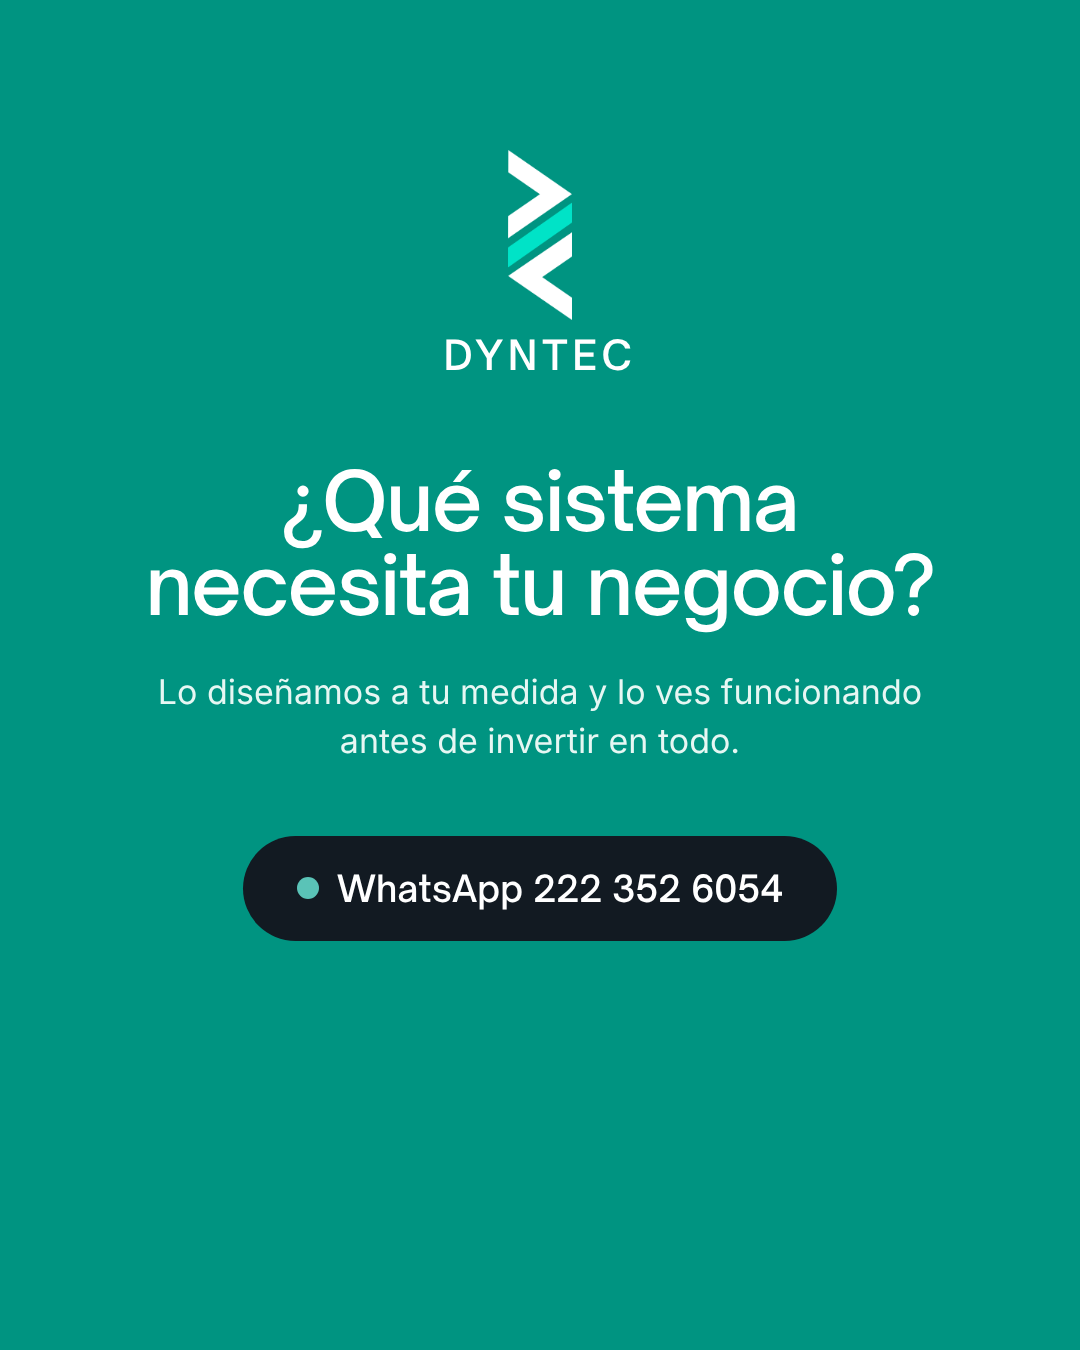 DYNTEC
¿Qué sistema
necesita tu negocio?
Lo diseñamos a tu medida y lo ves funcionando
antes de invertir en todo.
WhatsApp 222 352 6054